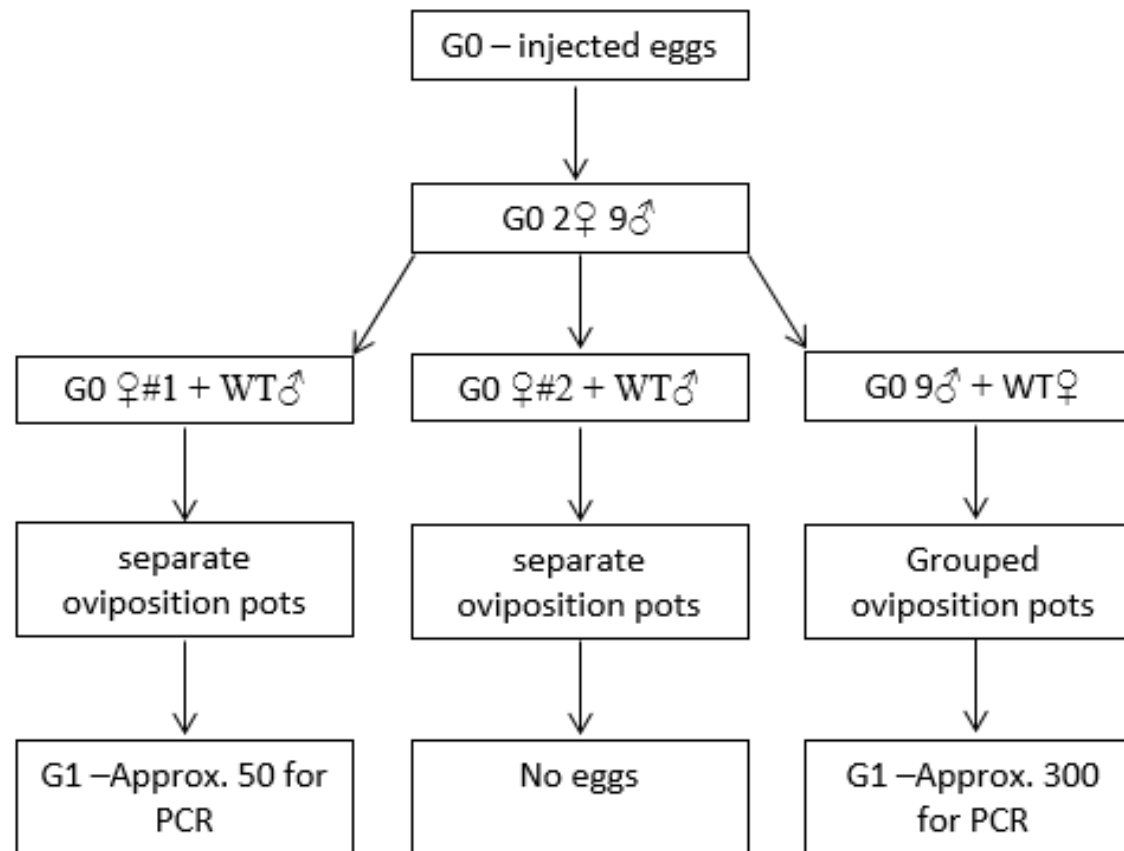 G0 – injected eggs
G0 2♀ 9♂
G0 ♀#1 + WT♂
G0 ♀#2 + WT♂
G0 9♂ + WT♀
separate
oviposition pots
separate
oviposition pots
Grouped
oviposition pots
G1 –Approx. 50 for
PCR
No eggs
G1 –Approx. 300
for PCR